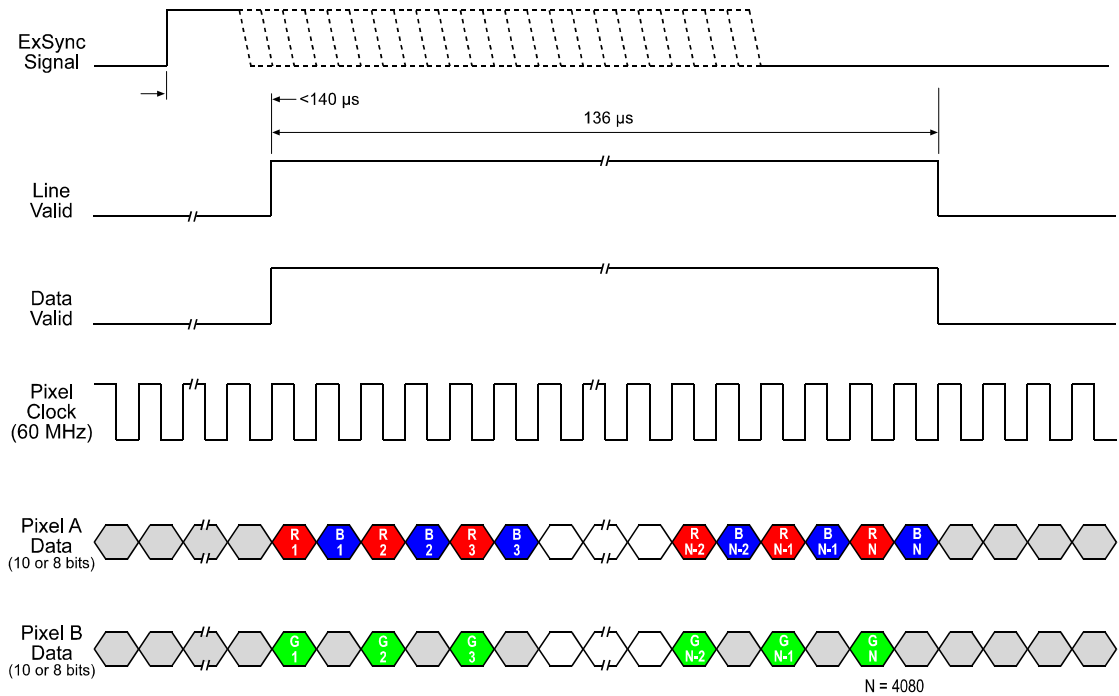 ExSync
Signal
<140 µs
136 µs
Line
Valid
Data
Valid
Pixel
Clock
(60 MHz)
Pixel A
Data
(10 or 8 bits)
R 1 B 1 R 2 B 2 R 3 B 3 R N-2 B N-2 R N-1 B N-1 R N B N
Pixel B
Data
(10 or 8 bits)
G 1 G 2 G 3 G N-2 G N-1 G N
N = 4080